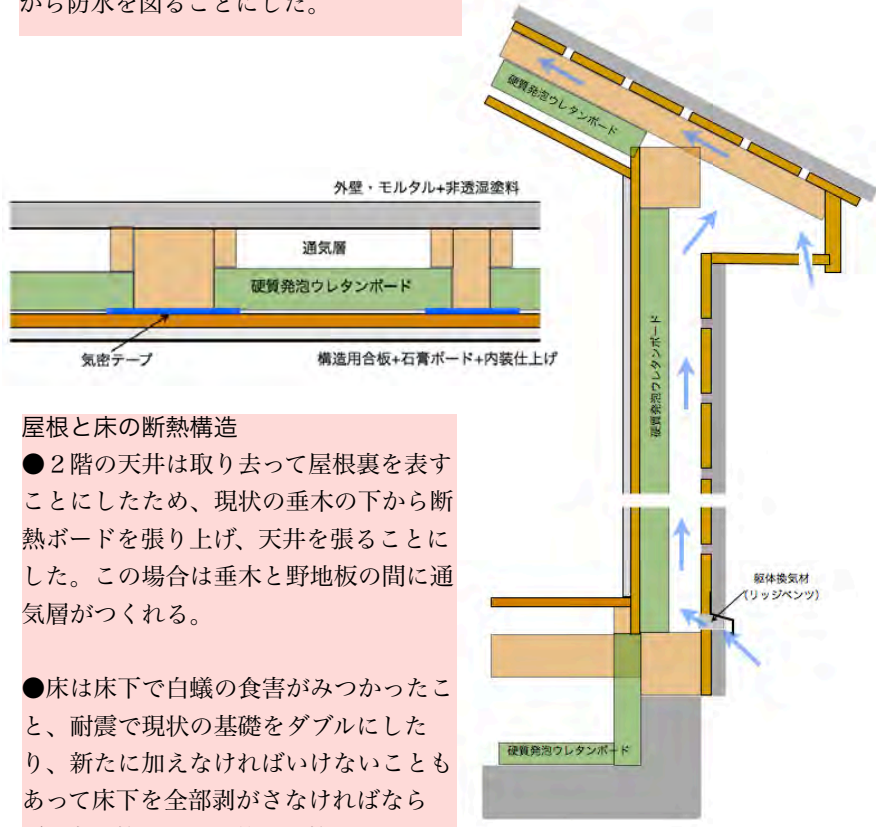 から防水を図ることにした。
硬質発泡ウレタンボード
外壁・モルタル+非透湿塗料
通気層
硬質発泡ウレタンボード
気密テープ
構造用合板+石膏ボード+内装仕上げ
硬質発泡ウレタンボード
屋根と床の断熱構造
●２階の天井は取り去って屋根裏を表す
ことにしたため、現状の垂木の下から断
熱ボードを張り上げ、天井を張ることに
した。この場合は垂木と野地板の間に通
気層がつくれる。
躯体換気材
(リッジベンツ)
●床は床下で白蟻の食害がみつかったこ
と、耐震で現状の基礎をダブルにした
り、新たに加えなければいけないことも
あって床下を全部剥がさなければなら
硬質発泡ウレタンボード